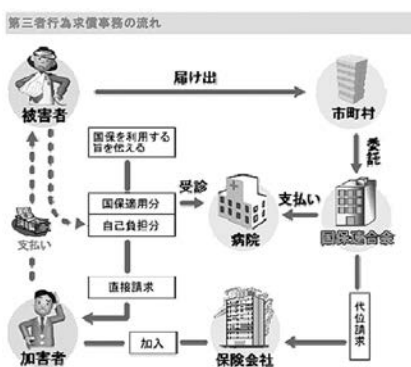 第三者行為求償事務の流れ
届け出
被害者
市町村
国保を利用する
旨を伝える
委託
国保適用分
自己負担分
受診
支払い
病院
国保連合会
支払い
直接請求
代位請求
加害者
加入
保険会社